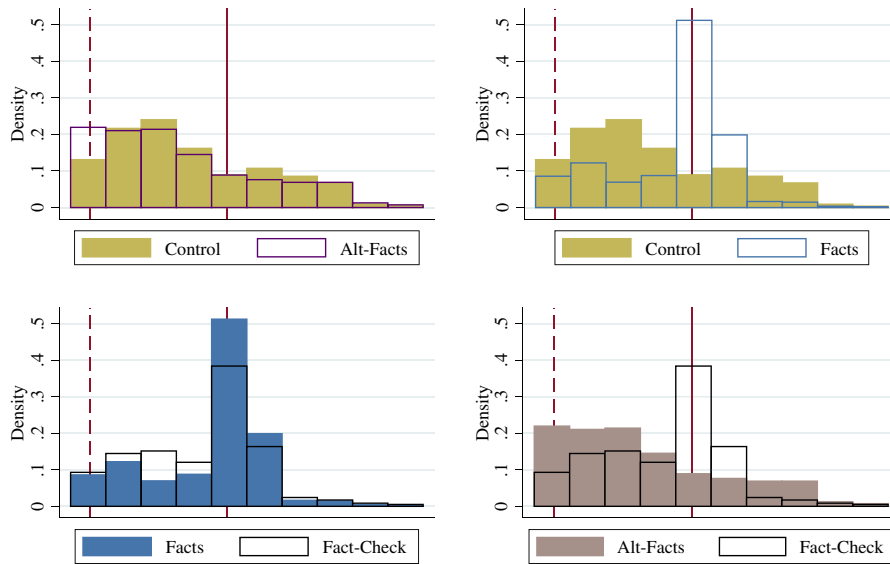 Density
.5
.4
.3
.2
.1
0
Control
Alt-Facts
Density
.5
.4
.3
.2
.1
0
Control
Facts
Density
.5
.4
.3
.2
.1
0
Facts
Fact-Check
Density
.5
.4
.3
.2
.1
0
Alt-Facts
Fact-Check